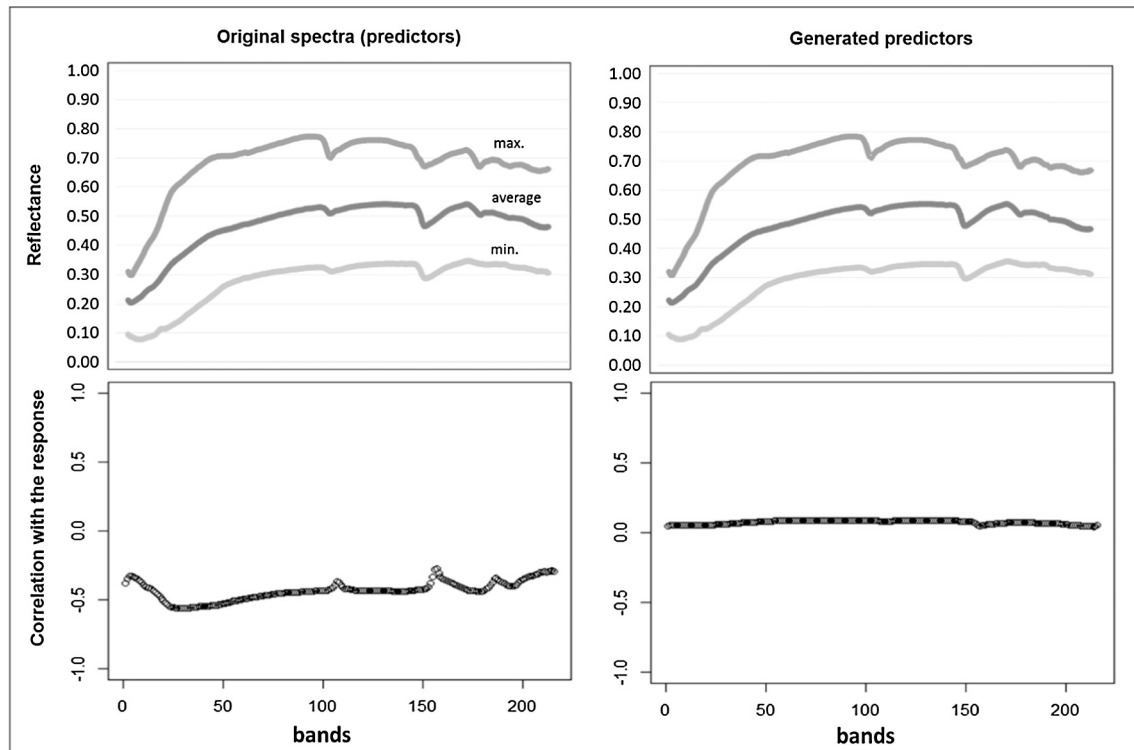 Original spectra (predictors)
Generated predictors
Reflectance
1.00
0.90
0.80
0.70
0.60
0.50
0.40
0.30
0.20
0.10
0.00
max.
average
min.
1.00
0.90
0.80
0.70
0.60
0.50
0.40
0.30
0.20
0.10
0.00
Correlation with the response
1.0
0.5
0.0
-0.5
-1.0
0 50 100 150 200
bands
1.0
0.5
0.0
-0.5
-1.0
0 50 100 150 200
bands